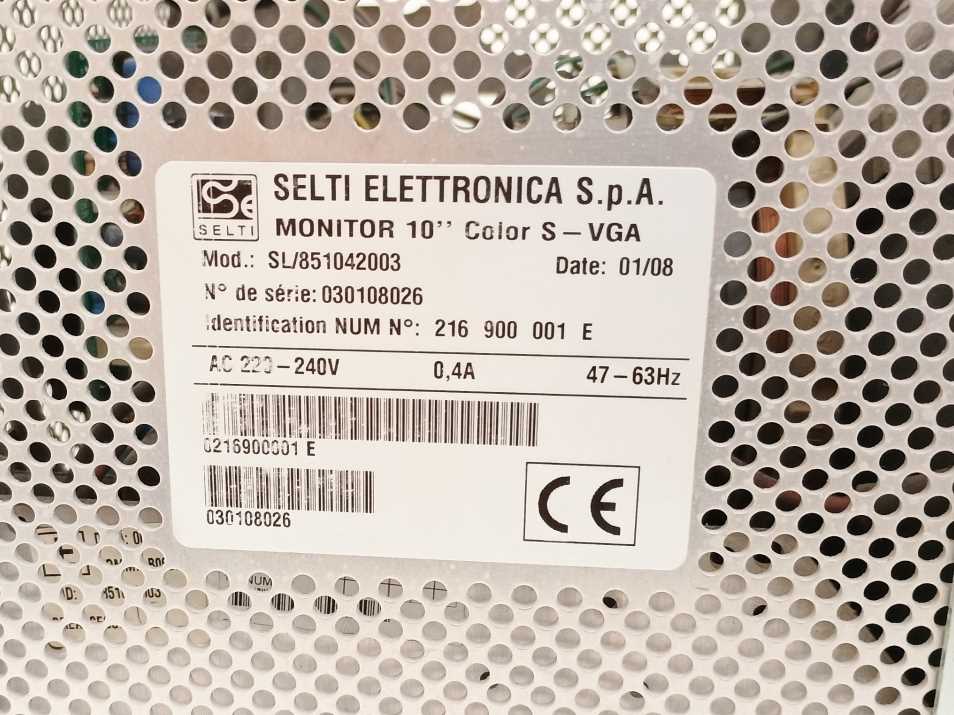 SELTI ELETTRONICA S.p.A.
SELTI
MONITOR 10'' Color S-VGA
Mod.: SL/851042003 Date: 01/08
N° de série: 030108026
Identification NUM N°: 216 900 001 E
AC 220-240V 0,4A 47-63Hz
0216900001 E
030108026
CE
NUM